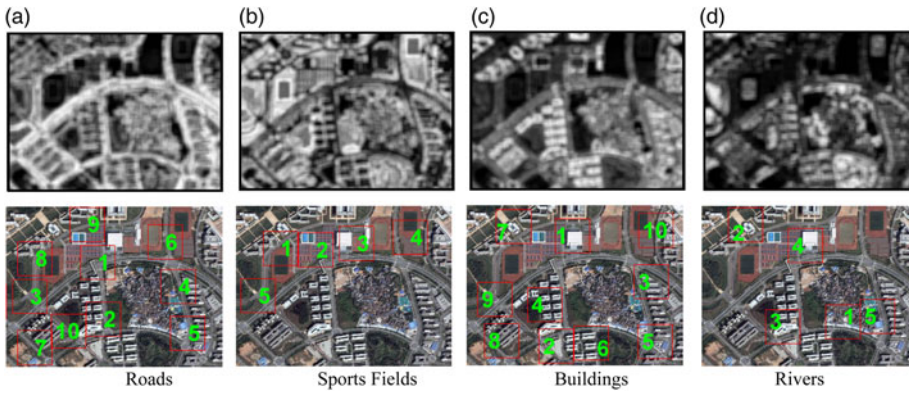 (a) (b) (c) (d)
9 8 6 1 4 3 2 10 7 5
1 2 3 4 5
7 1 10 3 9 4 8 2 6 5
2 4 3 1 5
Roads Sports Fields Buildings Rivers